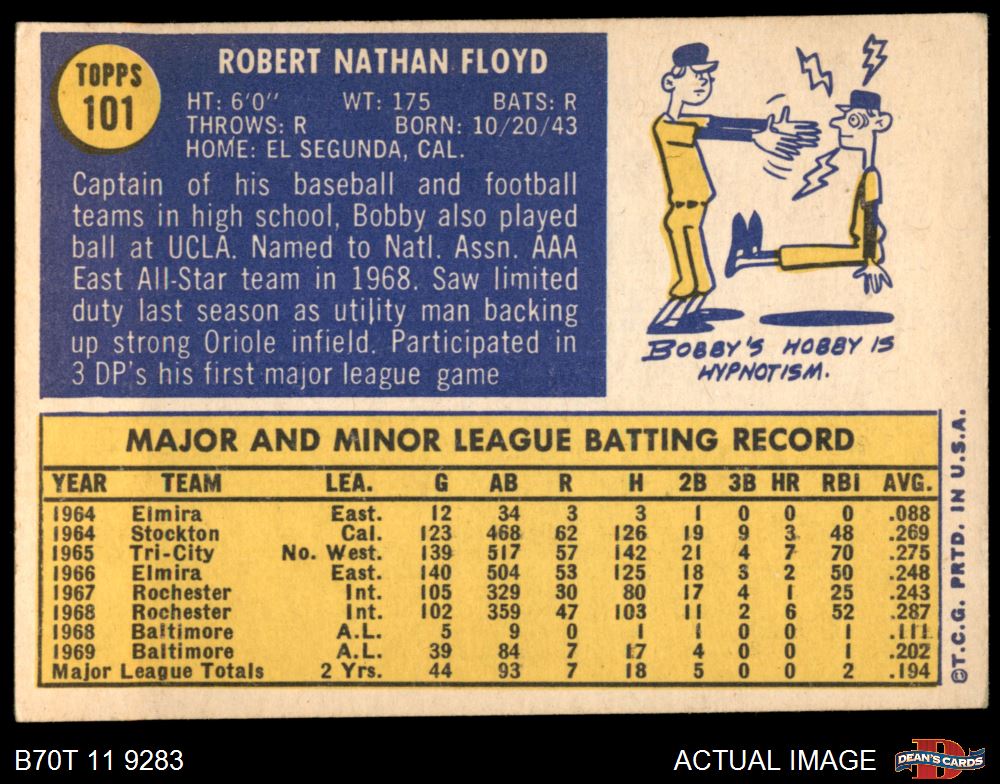 TOPPS
101
ROBERT NATHAN FLOYD
HT: 6'0" WT: 175 BATS: R
THROWS: R BORN: 10/20/43
HOME: EL SEGUNDA, CAL.
Captain of his baseball and football
teams in high school, Bobby also played
ball at UCLA. Named to Natl. Assn. AAA
East All-Star team in 1968. Saw limited
duty last season as utility man backing
up strong Oriole infield. Participated in
3 DP's his first major league game
BOBBY'S HOBBY IS
HYPNOTISM.
MAJOR AND MINOR LEAGUE BATTING RECORD
YEAR TEAM LEA. G AB R H 2B 3B HR RBI AVG.
1964 Elmira East. 12 34 3 3 1 0 0 0 .088
1964 Stockton Cal. 123 468 62 126 19 9 3 48 .269
1965 Tri-City No. West. 139 517 57 142 21 4 7 70 .275
1966 Elmira East. 140 504 53 125 18 3 2 50 .248
1967 Rochester Int. 105 329 30 80 17 4 1 25 .243
1968 Rochester Int. 102 359 47 103 11 2 6 52 .287
1968 Baltimore A.L. 5 9 0 1 1 0 0 1 .111
1969 Baltimore A.L. 39 84 7 17 4 0 0 1 .202
Major League Totals 2 Yrs. 44 93 7 18 5 0 0 2 .194
©T.C.G. PRTD. IN U.S.A.
B70T 11 9283
ACTUAL IMAGE
DEAN'S CARDS